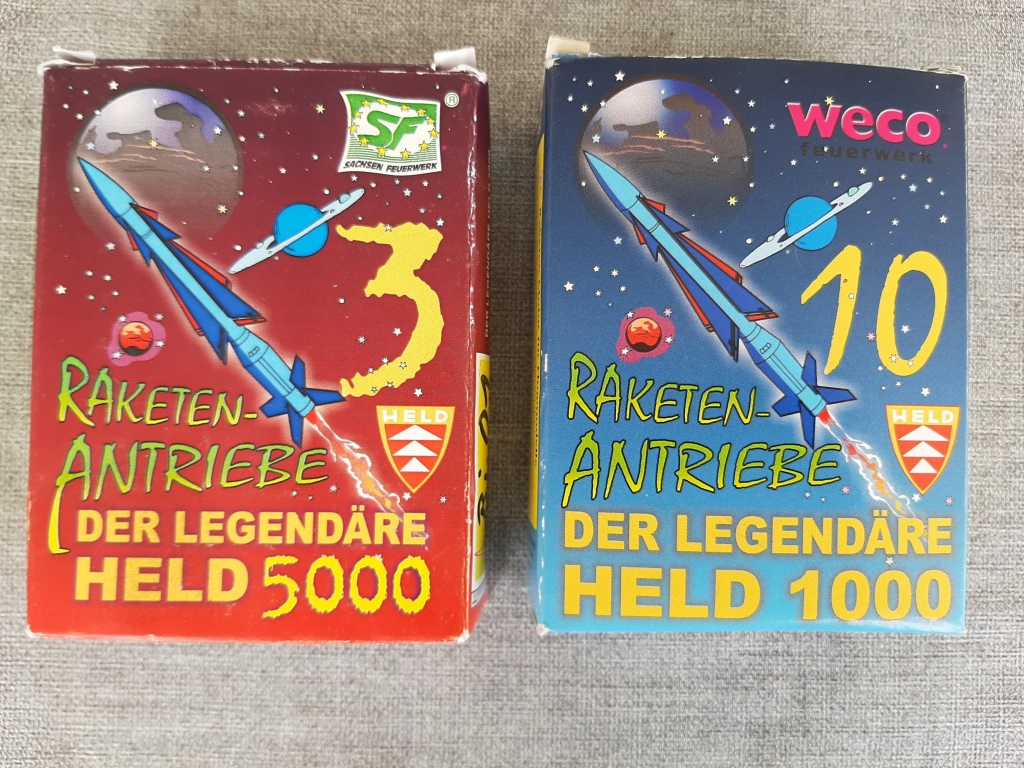 SF
®
SACHSEN FEUERWERK
3
RAKETEN-
ANTRIEBE
HELD
DER LEGENDÄRE
HELD 5000
weco
feuerwerk
10
RAKETEN-
ANTRIEBE
HELD
DER LEGENDÄRE
HELD 1000